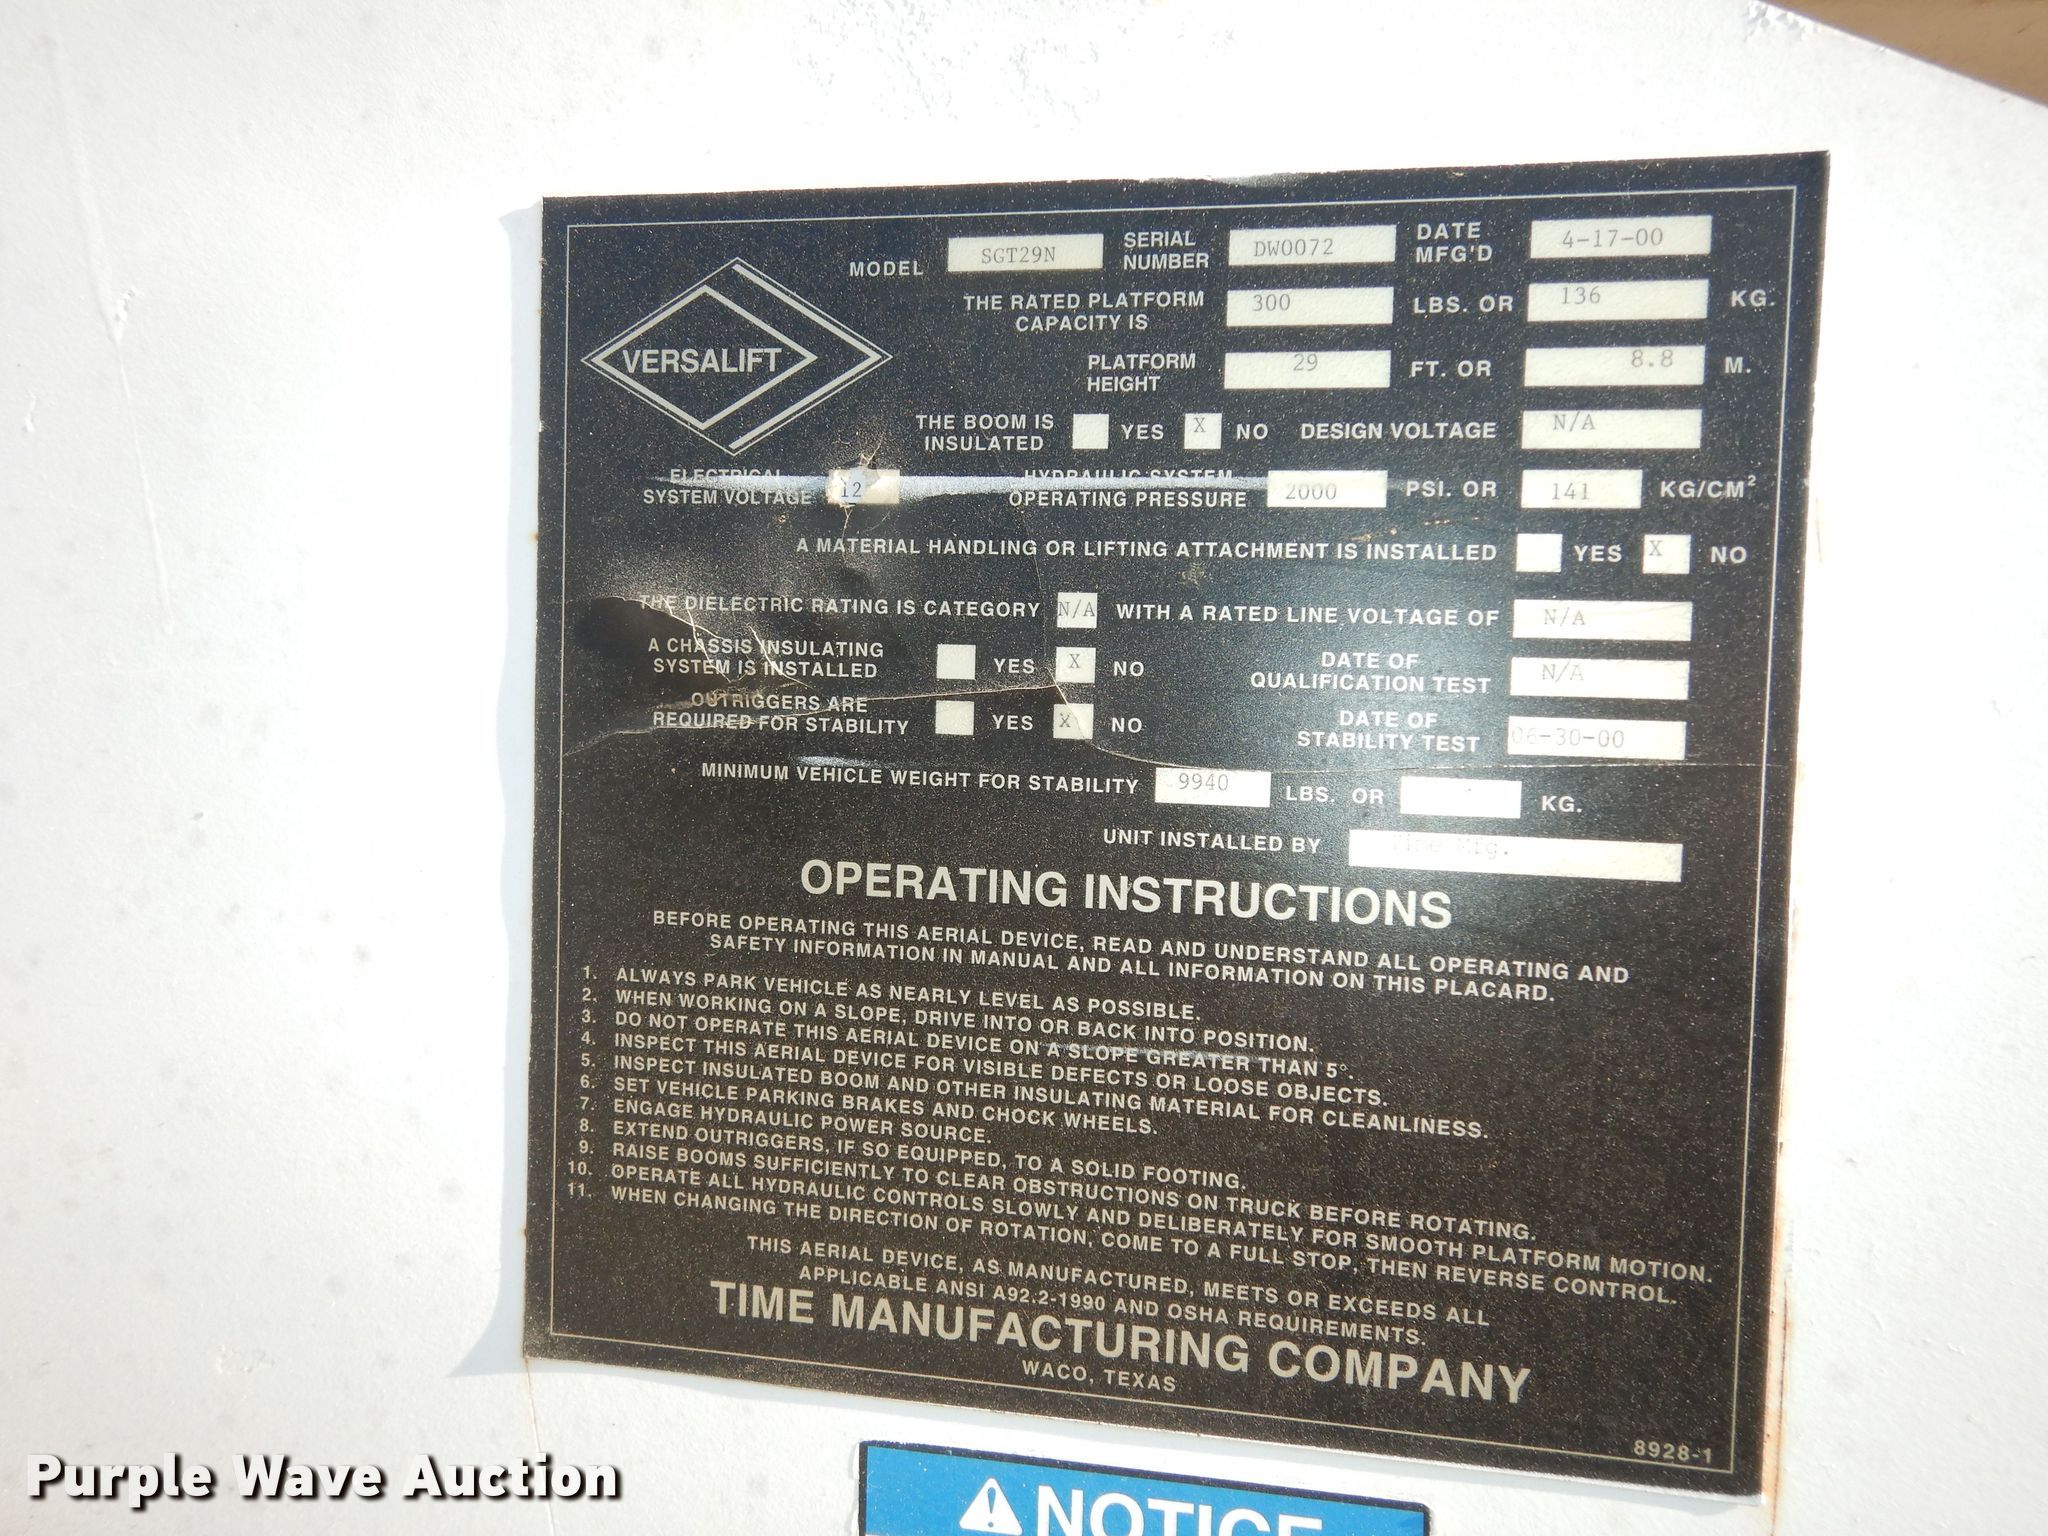 VERSALIFT
MODEL SGT29N SERIAL NUMBER DW0072 DATE MFG'D 4-17-00
THE RATED PLATFORM CAPACITY IS 300 LBS. OR 136 KG.
PLATFORM HEIGHT 29 FT. OR 8.8 M.
THE BOOM IS INSULATED YES X NO DESIGN VOLTAGE N/A
ELECTRICAL SYSTEM VOLTAGE 12 HYDRAULIC SYSTEM OPERATING PRESSURE 2000 PSI. OR 141 KG/CM²
A MATERIAL HANDLING OR LIFTING ATTACHMENT IS INSTALLED YES X NO
THE DIELECTRIC RATING IS CATEGORY N/A WITH A RATED LINE VOLTAGE OF N/A
A CHASSIS INSULATING SYSTEM IS INSTALLED YES X NO DATE OF QUALIFICATION TEST N/A
OUTRIGGERS ARE REQUIRED FOR STABILITY YES X NO DATE OF STABILITY TEST 06-30-00
MINIMUM VEHICLE WEIGHT FOR STABILITY 9940 LBS. OR KG.
UNIT INSTALLED BY Time Mfg.
OPERATING INSTRUCTIONS
BEFORE OPERATING THIS AERIAL DEVICE, READ AND UNDERSTAND ALL OPERATING AND
SAFETY INFORMATION IN MANUAL AND ALL INFORMATION ON THIS PLACARD.
1. ALWAYS PARK VEHICLE AS NEARLY LEVEL AS POSSIBLE.
2. WHEN WORKING ON A SLOPE, DRIVE INTO OR BACK INTO POSITION.
3. DO NOT OPERATE THIS AERIAL DEVICE ON A SLOPE GREATER THAN 5°.
4. INSPECT THIS AERIAL DEVICE FOR VISIBLE DEFECTS OR LOOSE OBJECTS.
5. INSPECT INSULATED BOOM AND OTHER INSULATING MATERIAL FOR CLEANLINESS.
6. SET VEHICLE PARKING BRAKES AND CHOCK WHEELS.
7. ENGAGE HYDRAULIC POWER SOURCE.
8. EXTEND OUTRIGGERS, IF SO EQUIPPED, TO A SOLID FOOTING.
9. RAISE BOOMS SUFFICIENTLY TO CLEAR OBSTRUCTIONS ON TRUCK BEFORE ROTATING.
10. OPERATE ALL HYDRAULIC CONTROLS SLOWLY AND DELIBERATELY FOR SMOOTH PLATFORM MOTION.
11. WHEN CHANGING THE DIRECTION OF ROTATION, COME TO A FULL STOP, THEN REVERSE CONTROL.
THIS AERIAL DEVICE, AS MANUFACTURED, MEETS OR EXCEEDS ALL
APPLICABLE ANSI A92.2-1990 AND OSHA REQUIREMENTS.
TIME MANUFACTURING COMPANY
WACO, TEXAS
8928-1
NOTICE
Purple Wave Auction